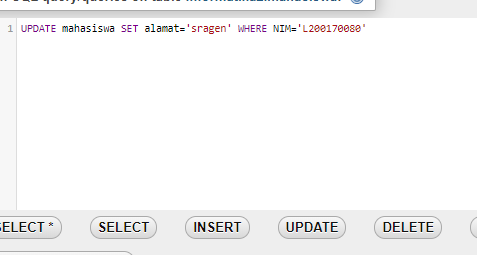 1 UPDATE mahasiswa SET alamat='sragen' WHERE NIM='L200170080'
SELECT * SELECT INSERT UPDATE DELETE